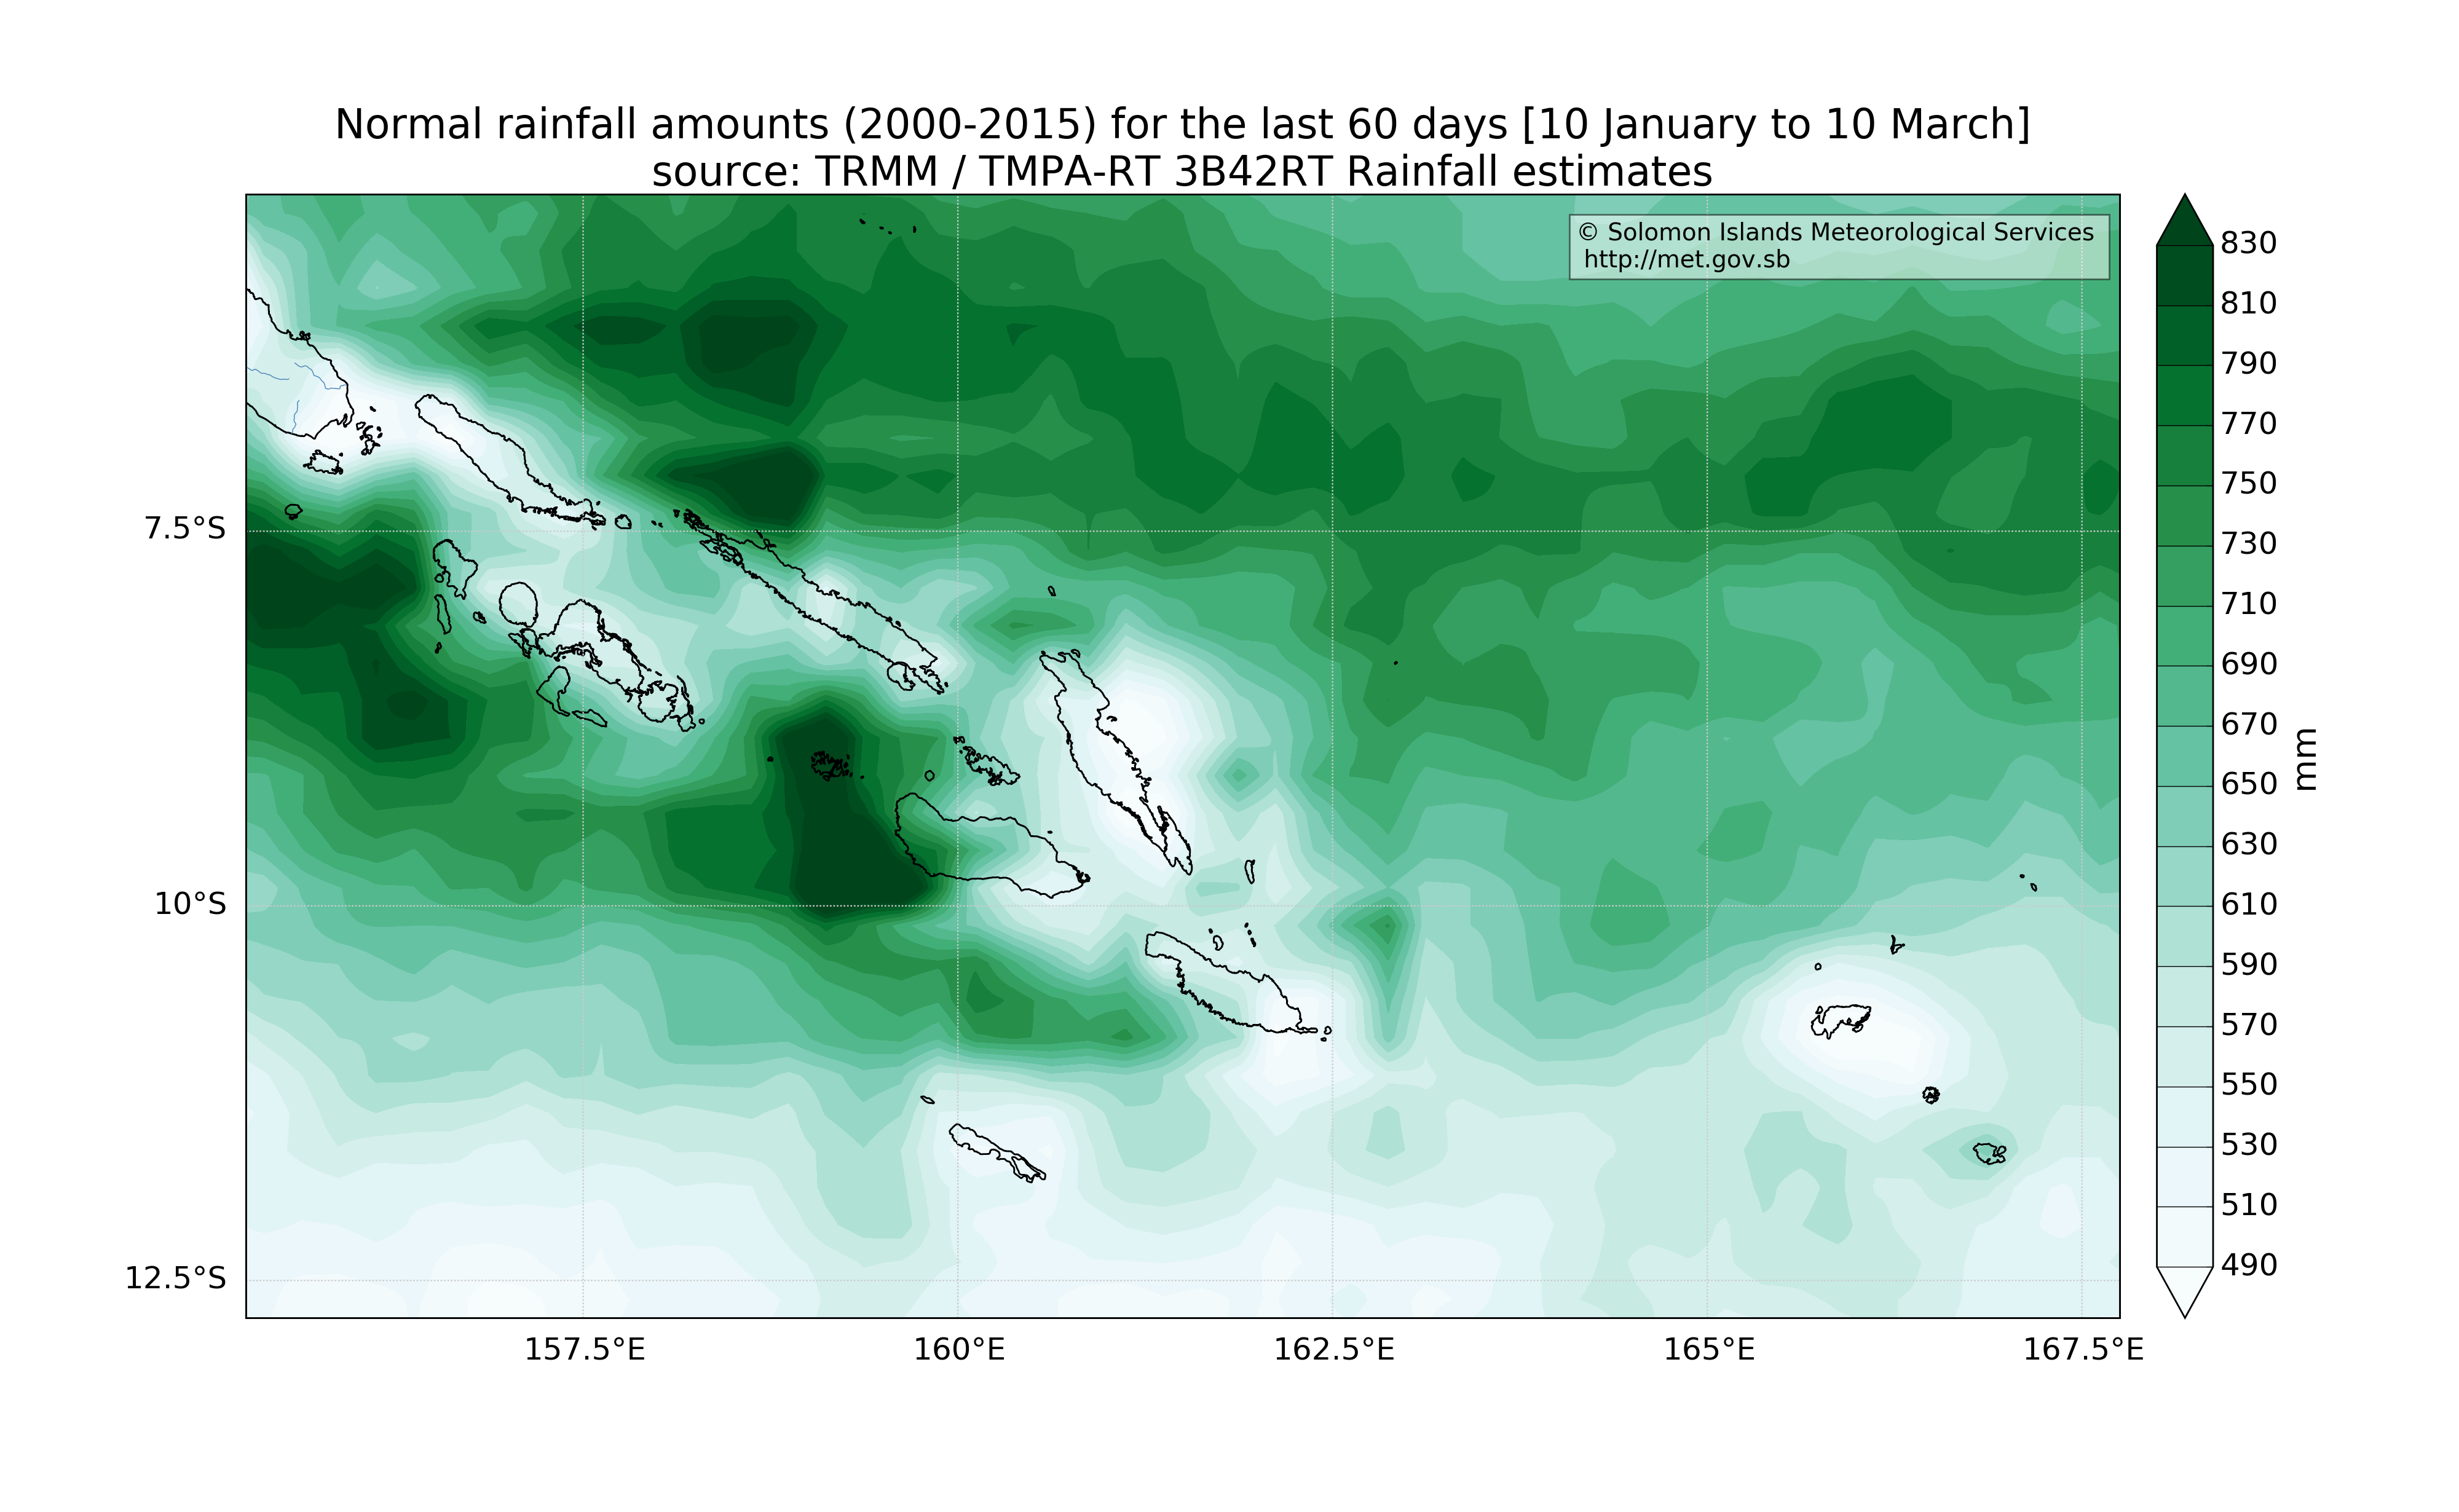 Normal rainfall amounts (2000-2015) for the last 60 days [10 January to 10 March]
source: TRMM / TMPA-RT 3B42RT Rainfall estimates
© Solomon Islands Meteorological Services
http://met.gov.sb
7.5°S
10°S
12.5°S
157.5°E
160°E
162.5°E
165°E
167.5°E
830
810
790
770
750
730
710
690
670
650
630
610
590
570
550
530
510
490
mm